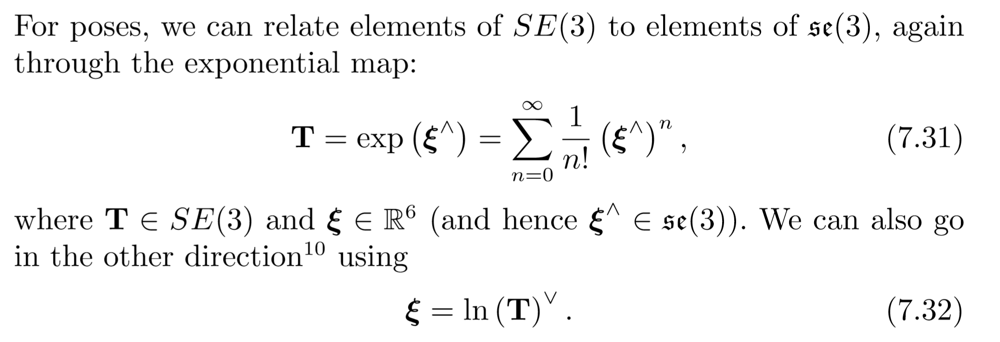 For poses, we can relate elements of $SE(3)$ to elements of $\mathfrak{se}(3)$, again
through the exponential map:
$$\mathbf{T} = \exp\left(\boldsymbol{\xi}^\wedge\right) = \sum_{n=0}^{\infty} \frac{1}{n!} \left(\boldsymbol{\xi}^\wedge\right)^n, \quad (7.31)$$
where $\mathbf{T} \in SE(3)$ and $\boldsymbol{\xi} \in \mathbb{R}^6$ (and hence $\boldsymbol{\xi}^\wedge \in \mathfrak{se}(3)$). We can also go
in the other direction$^{10}$ using
$$\boldsymbol{\xi} = \ln\left(\mathbf{T}\right)^\vee. \quad (7.32)$$